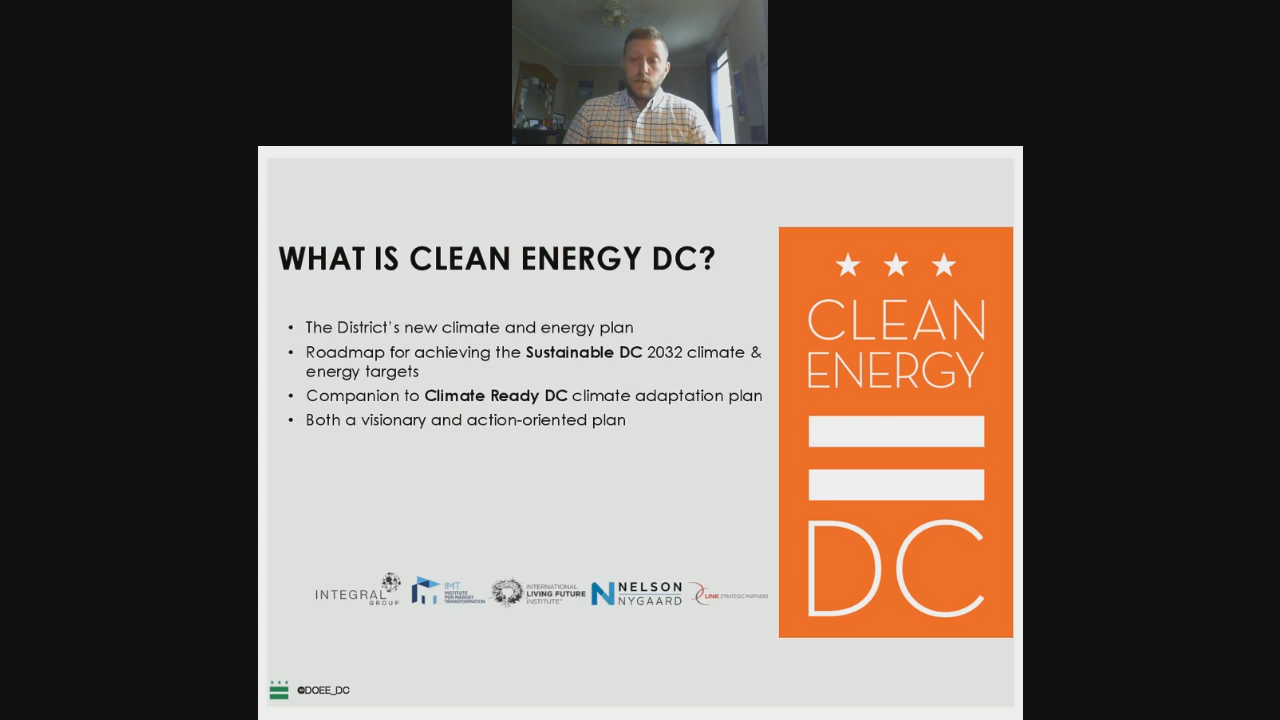 WHAT IS CLEAN ENERGY DC?
• The District's new climate and energy plan
• Roadmap for achieving the Sustainable DC 2032 climate &
energy targets
• Companion to Climate Ready DC climate adaptation plan
• Both a visionary and action-oriented plan
CLEAN
ENERGY
DC
INTEGRAL
GROUP
IMT
INSTITUTE
FOR MARKET
TRANSFORMATION
INTERNATIONAL
LIVING FUTURE
INSTITUTE™
NELSON
NYGAARD
LINK STRATEGIC PARTNERS
@DOEE_DC